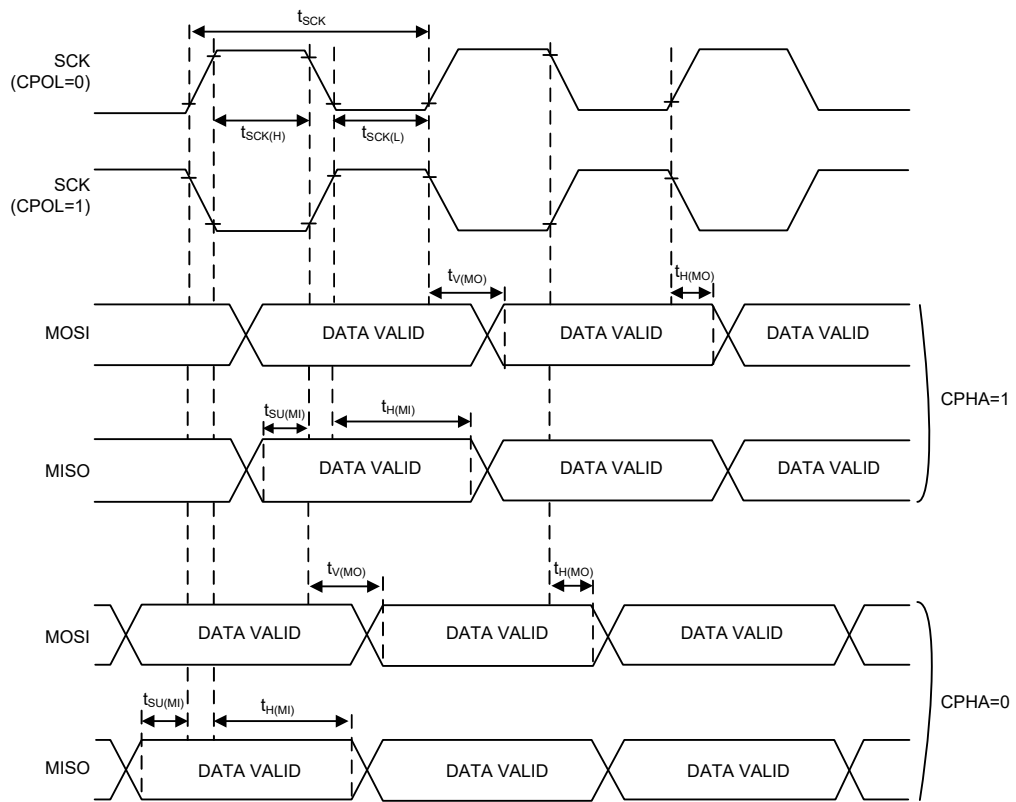 tSCK
SCK
(CPOL=0)
tSCK(H) tSCK(L)
SCK
(CPOL=1)
tV(MO) tH(MO)
MOSI DATA VALID DATA VALID DATA VALID
CPHA=1
tSU(MI) tH(MI)
MISO DATA VALID DATA VALID DATA VALID
tV(MO) tH(MO)
MOSI DATA VALID DATA VALID DATA VALID
CPHA=0
tSU(MI) tH(MI)
MISO DATA VALID DATA VALID DATA VALID